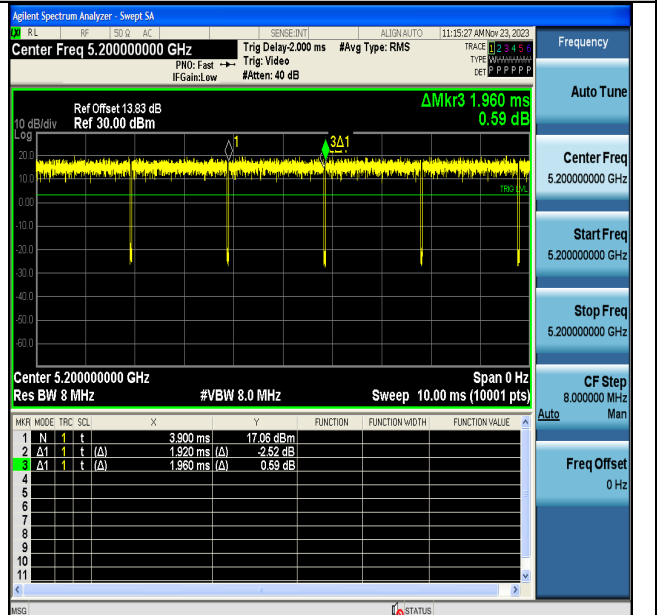 Agilent Spectrum Analyzer - Swept SA
RL RF 50 Ω AC SENSE:INT ALIGN AUTO 11:15:27 AM Nov 23, 2023
Center Freq 5.200000000 GHz
PNO: Fast
IFGain:Low
Trig Delay-2.000 ms
Trig: Video
#Atten: 40 dB
#Avg Type: RMS
TRACE 1 2 3 4 5 6
TYPE
DET P P P P P P
Frequency
Auto Tune
Center Freq
5.200000000 GHz
Start Freq
5.200000000 GHz
Stop Freq
5.200000000 GHz
CF Step
8.000000 MHz
Auto Man
Freq Offset
0 Hz
ΔMkr3 1.960 ms
0.59 dB
Ref Offset 13.83 dB
10 dB/div Ref 30.00 dBm
Log
1
3Δ1
20.0
10.0
TRIG LVL
0.00
-10.0
-20.0
-30.0
-40.0
-50.0
-60.0
Center 5.200000000 GHz Span 0 Hz
Res BW 8 MHz #VBW 8.0 MHz Sweep 10.00 ms (10001 pts)
MKR MODE TRC SCL X Y FUNCTION FUNCTION WIDTH FUNCTION VALUE
1 N 1 t 3.900 ms 17.06 dBm
2 Δ1 1 t (Δ) 1.920 ms (Δ) -2.52 dB
3 Δ1 1 t (Δ) 1.960 ms (Δ) 0.59 dB
4
5
6
7
8
9
10
11
MSG STATUS